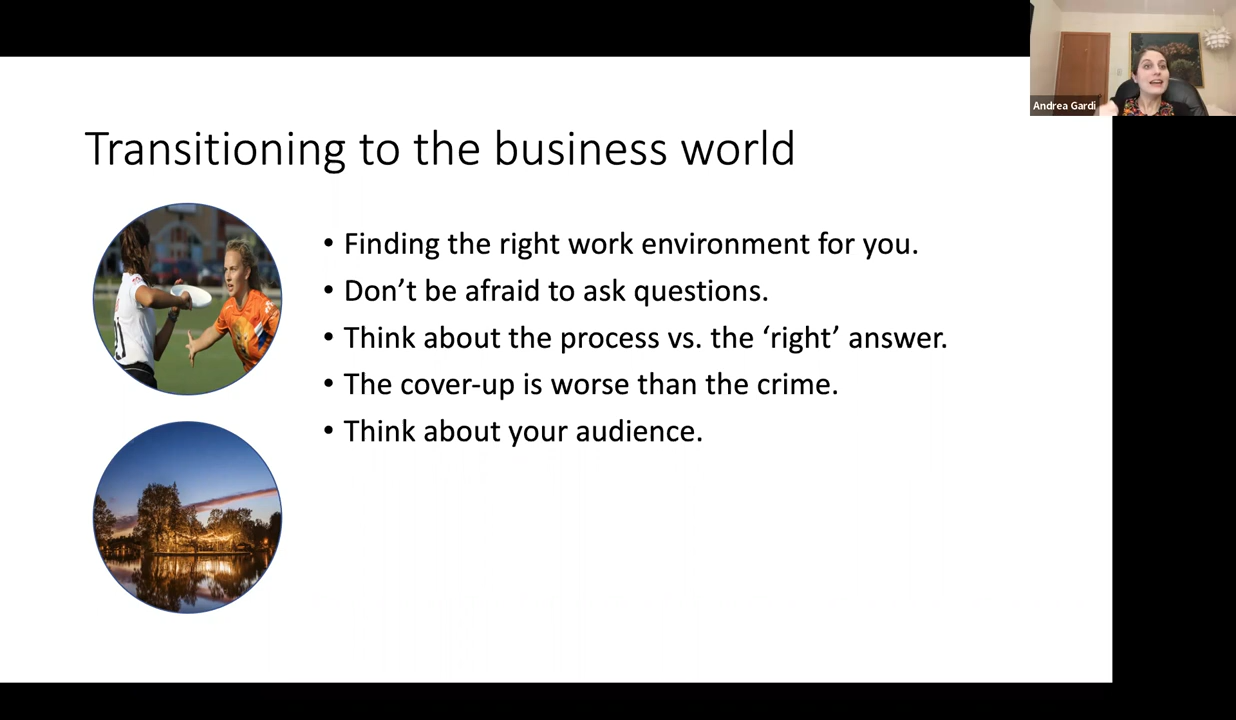 Andrea Gardi
Transitioning to the business world
• Finding the right work environment for you.
• Don’t be afraid to ask questions.
• Think about the process vs. the ‘right’ answer.
• The cover-up is worse than the crime.
• Think about your audience.